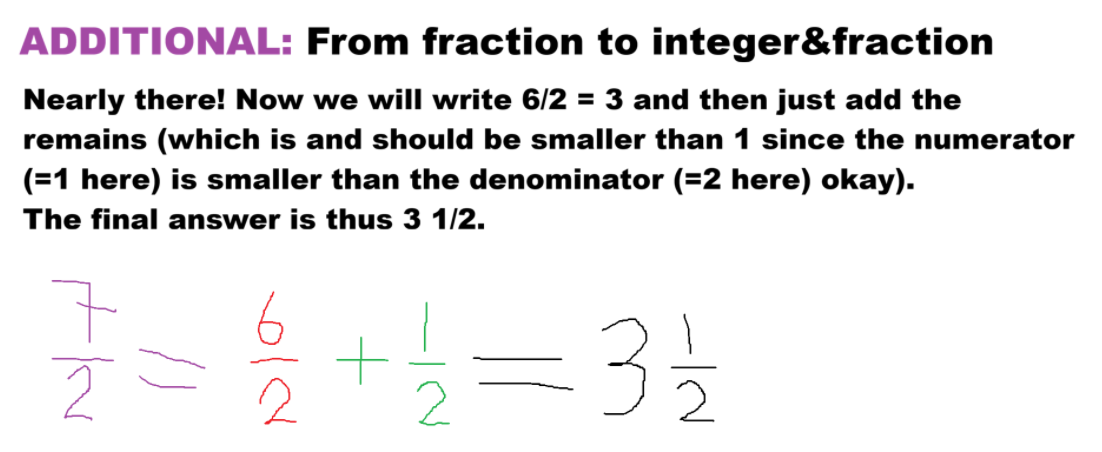 ADDITIONAL: From fraction to integer&fraction
Nearly there! Now we will write 6/2 = 3 and then just add the
remains (which is and should be smaller than 1 since the numerator
(=1 here) is smaller than the denominator (=2 here) okay).
The final answer is thus 3 1/2.
7/2 = 6/2 + 1/2 = 3 1/2